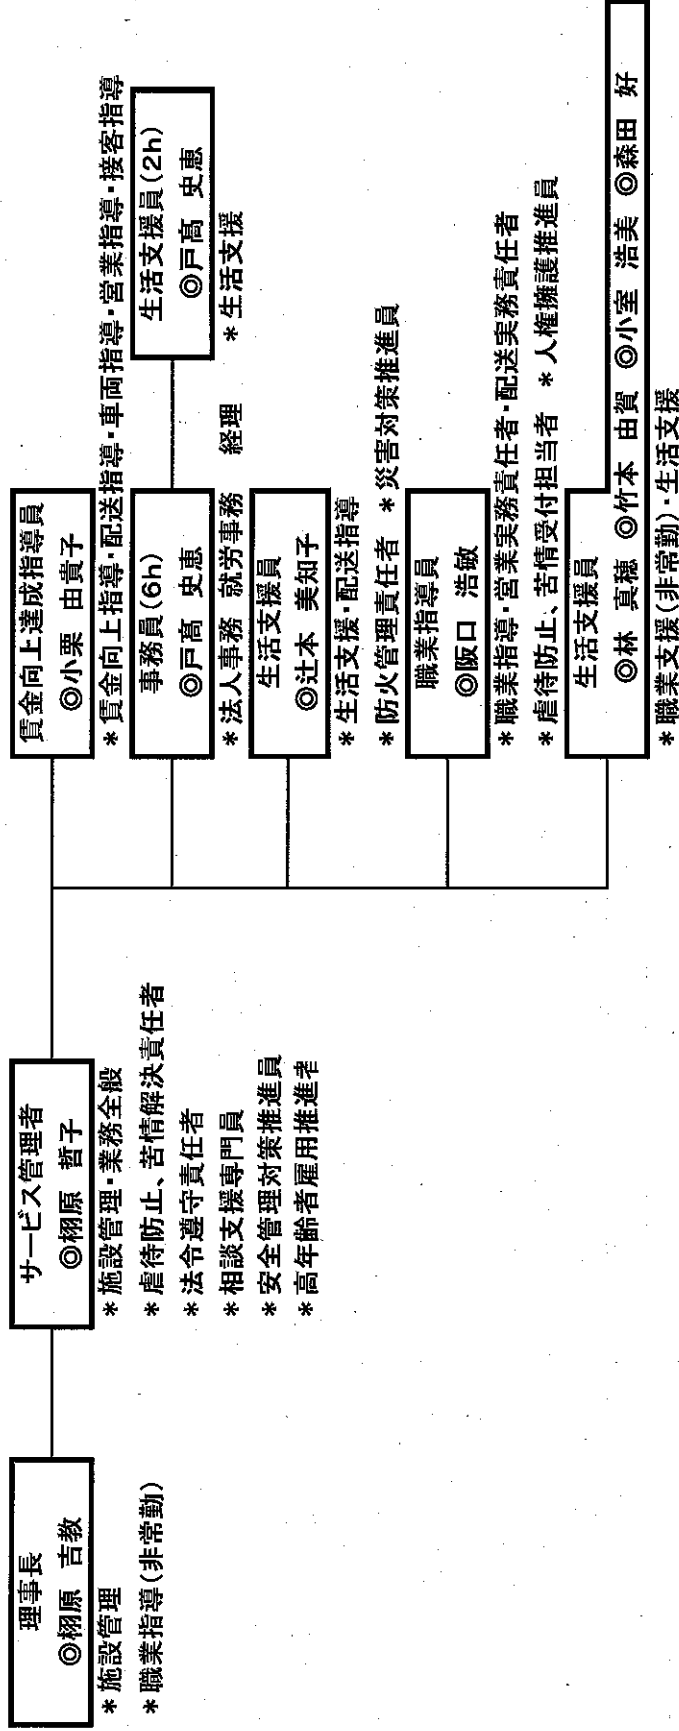 理事長
◎栩原 吉教
*施設管理
*職業指導(非常勤)
サービス管理者
◎栩原 哲子
*施設管理・業務全般
*虐待防止、苦情解決責任者
*法令遵守責任者
*相談支援専門員
*安全管理対策推進員
*高年齢者雇用推進者
賃金向上達成指導員
◎小栗 由貴子
*賃金向上指導・配送指導・車両指導・営業指導・接客指導
事務員(6h)
◎戸髙 史恵
*法人事務 就労事務 経理
生活支援員(2h)
◎戸髙 史恵
*生活支援
生活支援員
◎辻本 美知子
*生活支援・配送指導
*防火管理責任者 *災害対策推進員
職業指導員
◎阪口 浩敏
*職業指導・営業実務責任者・配送実務責任者
*虐待防止、苦情受付担当者 *人権擁護推進員
生活支援員
◎林 真穂 ◎竹本 由賀 ◎小室 浩美 ◎森田 好
*職業支援(非常勤)・生活支援